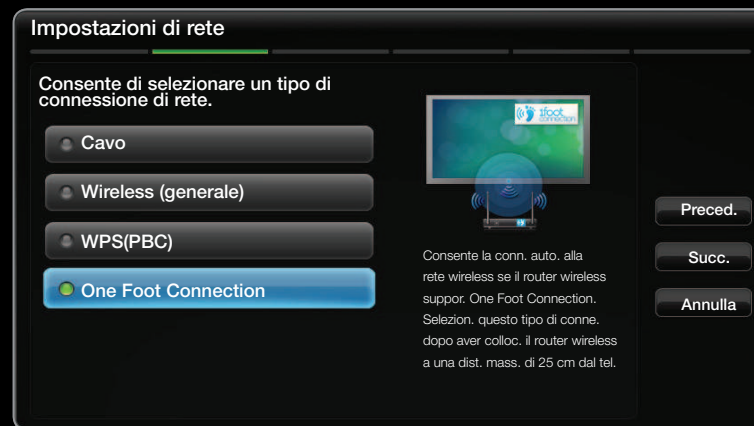 Impostazioni di rete
Consente di selezionare un tipo di
connessione di rete.
Cavo
Wireless (generale)
WPS(PBC)
One Foot Connection
1foot
connection
Consente la conn. auto. alla
rete wireless se il router wireless
suppor. One Foot Connection.
Selezion. questo tipo di conne.
dopo aver colloc. il router wireless
a una dist. mass. di 25 cm dal tel.
Preced.
Succ.
Annulla